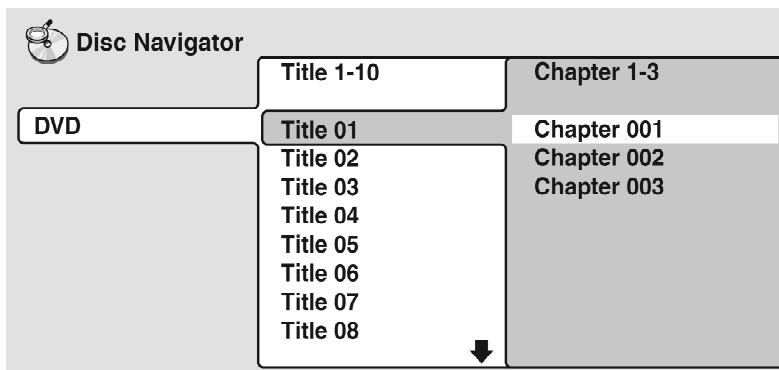 Disc Navigator
DVD
Title 1-10
Title 01
Title 02
Title 03
Title 04
Title 05
Title 06
Title 07
Title 08
Chapter 1-3
Chapter 001
Chapter 002
Chapter 003